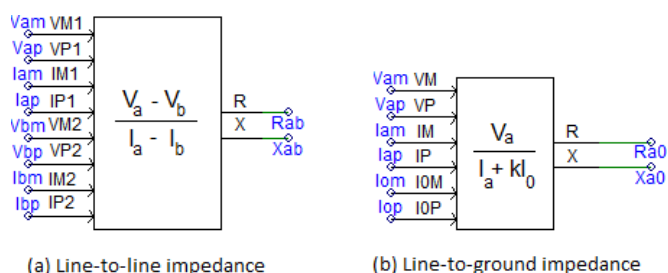 Vam VM1
Vap VP1
Iam IM1
Iap IP1
Vbm VM2
Vbp VP2
Ibm IM2
Ibp IP2
Va - Vb
Ia - Ib
R
X
Rab
Xab
(a) Line-to-line impedance
Vam VM
Vap VP
Iam IM
Iap IP
Iom I0M
Iop I0P
Va
Ia + kI0
R
X
Ra0
Xa0
(b) Line-to-ground impedance